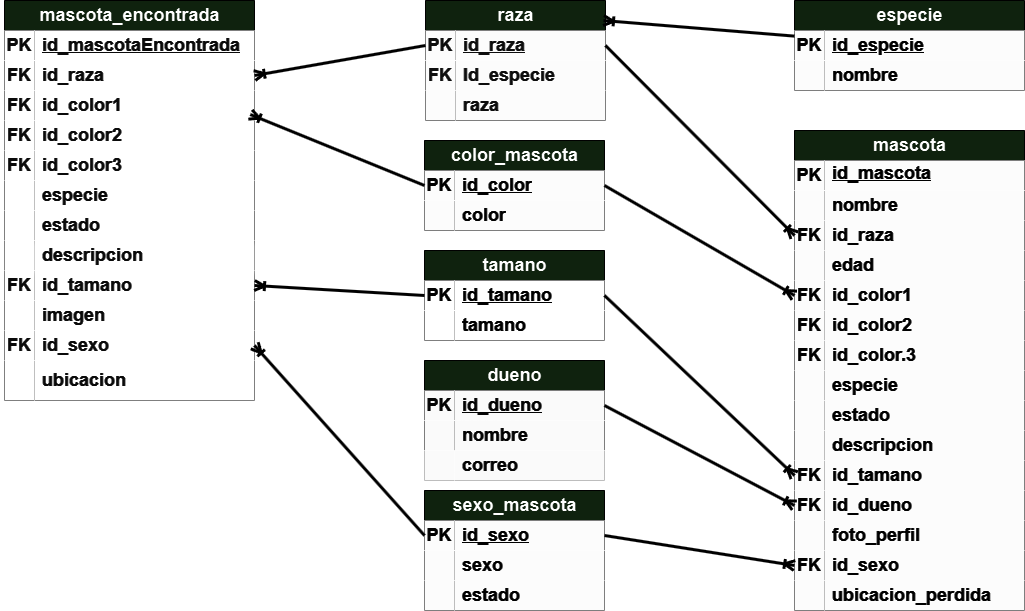 mascota_encontrada
PK id_mascotaEncontrada
FK id_raza
FK id_color1
FK id_color2
FK id_color3
especie
estado
descripcion
FK id_tamano
imagen
FK id_sexo
ubicacion
raza
PK id_raza
FK Id_especie
raza
color_mascota
PK id_color
color
tamano
PK id_tamano
tamano
dueno
PK id_dueno
nombre
correo
sexo_mascota
PK id_sexo
sexo
estado
especie
PK id_especie
nombre
mascota
PK id_mascota
nombre
FK id_raza
edad
FK id_color1
FK id_color2
FK id_color.3
especie
estado
descripcion
FK id_tamano
FK id_dueno
foto_perfil
FK id_sexo
ubicacion_perdida